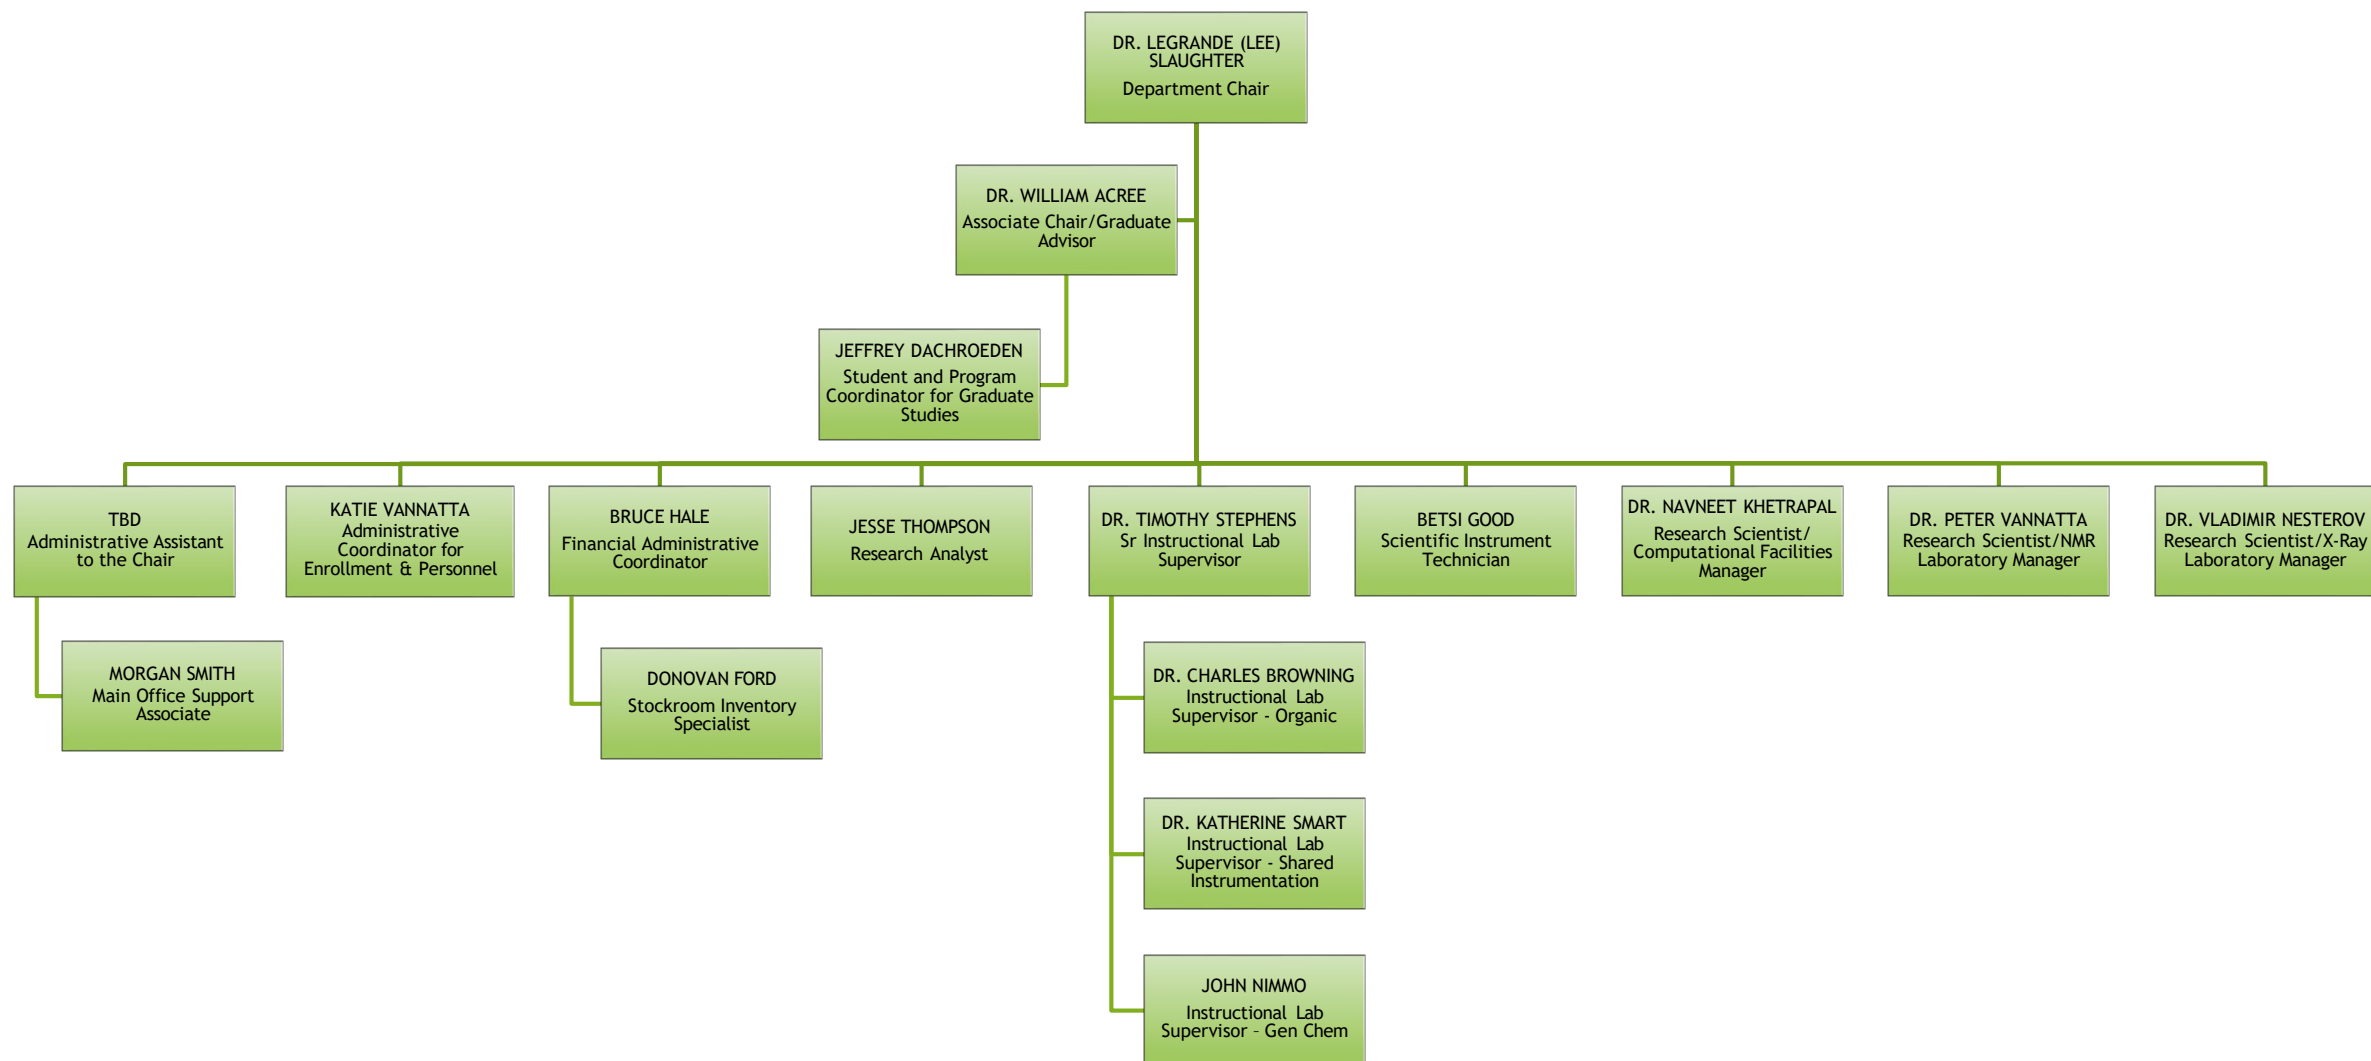 DR. LEGRANDE (LEE)
SLAUGHTER
Department Chair
DR. WILLIAM ACREE
Associate Chair/Graduate
Advisor
JEFFREY DACHROEDEN
Student and Program
Coordinator for Graduate
Studies
TBD
Administrative Assistant
to the Chair
KATIE VANNATTA
Administrative
Coordinator for
Enrollment & Personnel
BRUCE HALE
Financial Administrative
Coordinator
JESSE THOMPSON
Research Analyst
DR. TIMOTHY STEPHENS
Sr Instructional Lab
Supervisor
BETSI GOOD
Scientific Instrument
Technician
DR. NAVNEET KHETRAPAL
Research Scientist/
Computational Facilities
Manager
DR. PETER VANNATTA
Research Scientist/NMR
Laboratory Manager
DR. VLADIMIR NESTEROV
Research Scientist/X-Ray
Laboratory Manager
MORGAN SMITH
Main Office Support
Associate
DONOVAN FORD
Stockroom Inventory
Specialist
DR. CHARLES BROWNING
Instructional Lab
Supervisor - Organic
DR. KATHERINE SMART
Instructional Lab
Supervisor - Shared
Instrumentation
JOHN NIMMO
Instructional Lab
Supervisor – Gen Chem